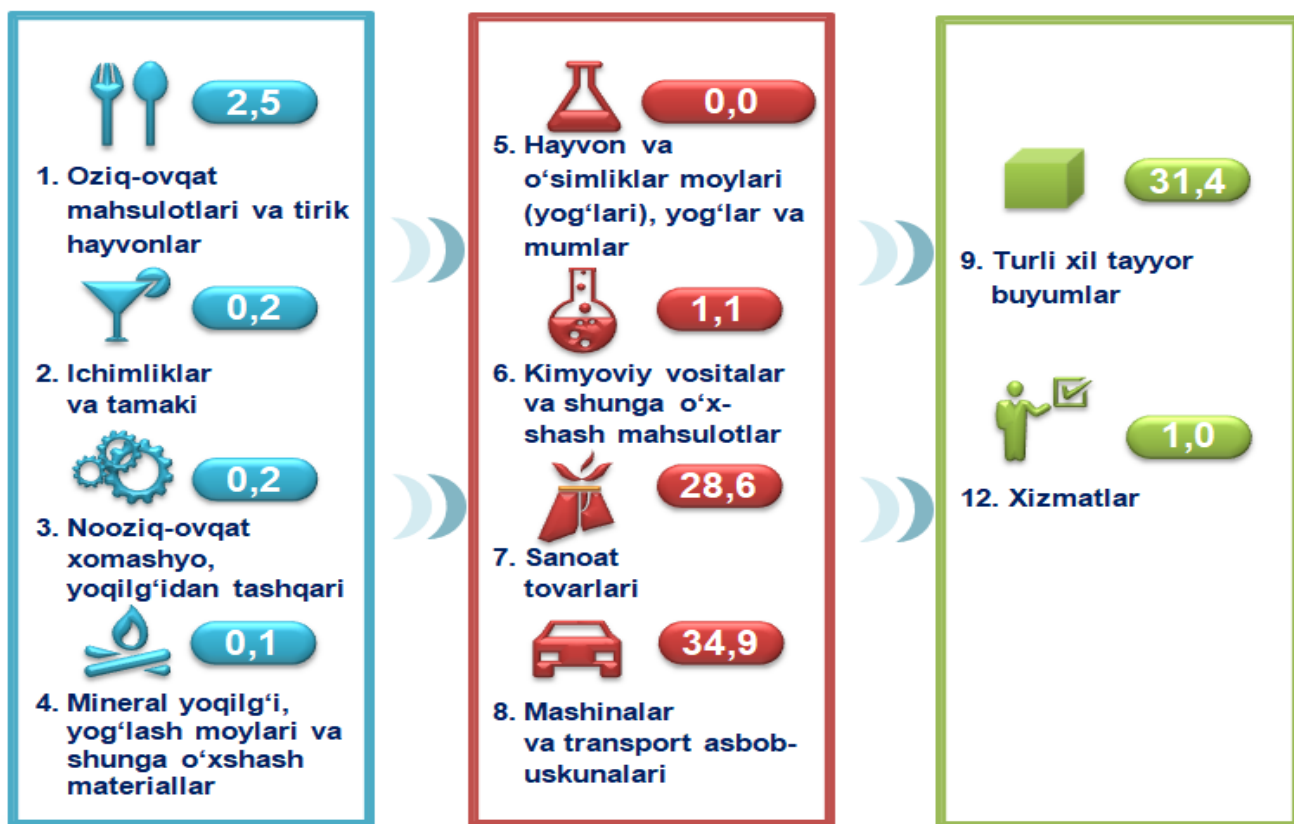 2,5
1. Oziq-ovqat
mahsulotlari va tirik
hayvonlar
0,2
2. Ichimliklar
va tamaki
0,2
3. Nooziq-ovqat
xomashyo,
yoqilg‘idan tashqari
0,1
4. Mineral yoqilg‘i,
yog‘lash moylari va
shunga o‘xshash
materiallar
0,0
5. Hayvon va
o‘simliklar moylari
(yog‘lari), yog‘lar va
mumlar
1,1
6. Kimyoviy vositalar
va shunga o‘x-
shash mahsulotlar
28,6
7. Sanoat
tovarlari
34,9
8. Mashinalar
va transport asbob-
uskunalari
31,4
9. Turli xil tayyor
buyumlar
1,0
12. Xizmatlar